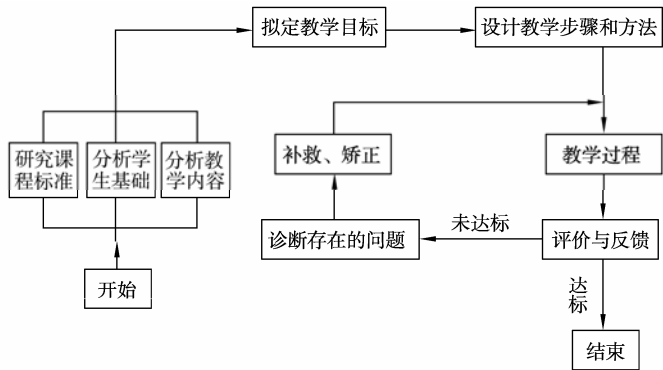 拟定教学目标
设计教学步骤和方法
研究课
程标准
分析学
生基础
分析教
学内容
补救、矫正
教学过程
诊断存在的问题
未达标
评价与反馈
开始
达
标
结束